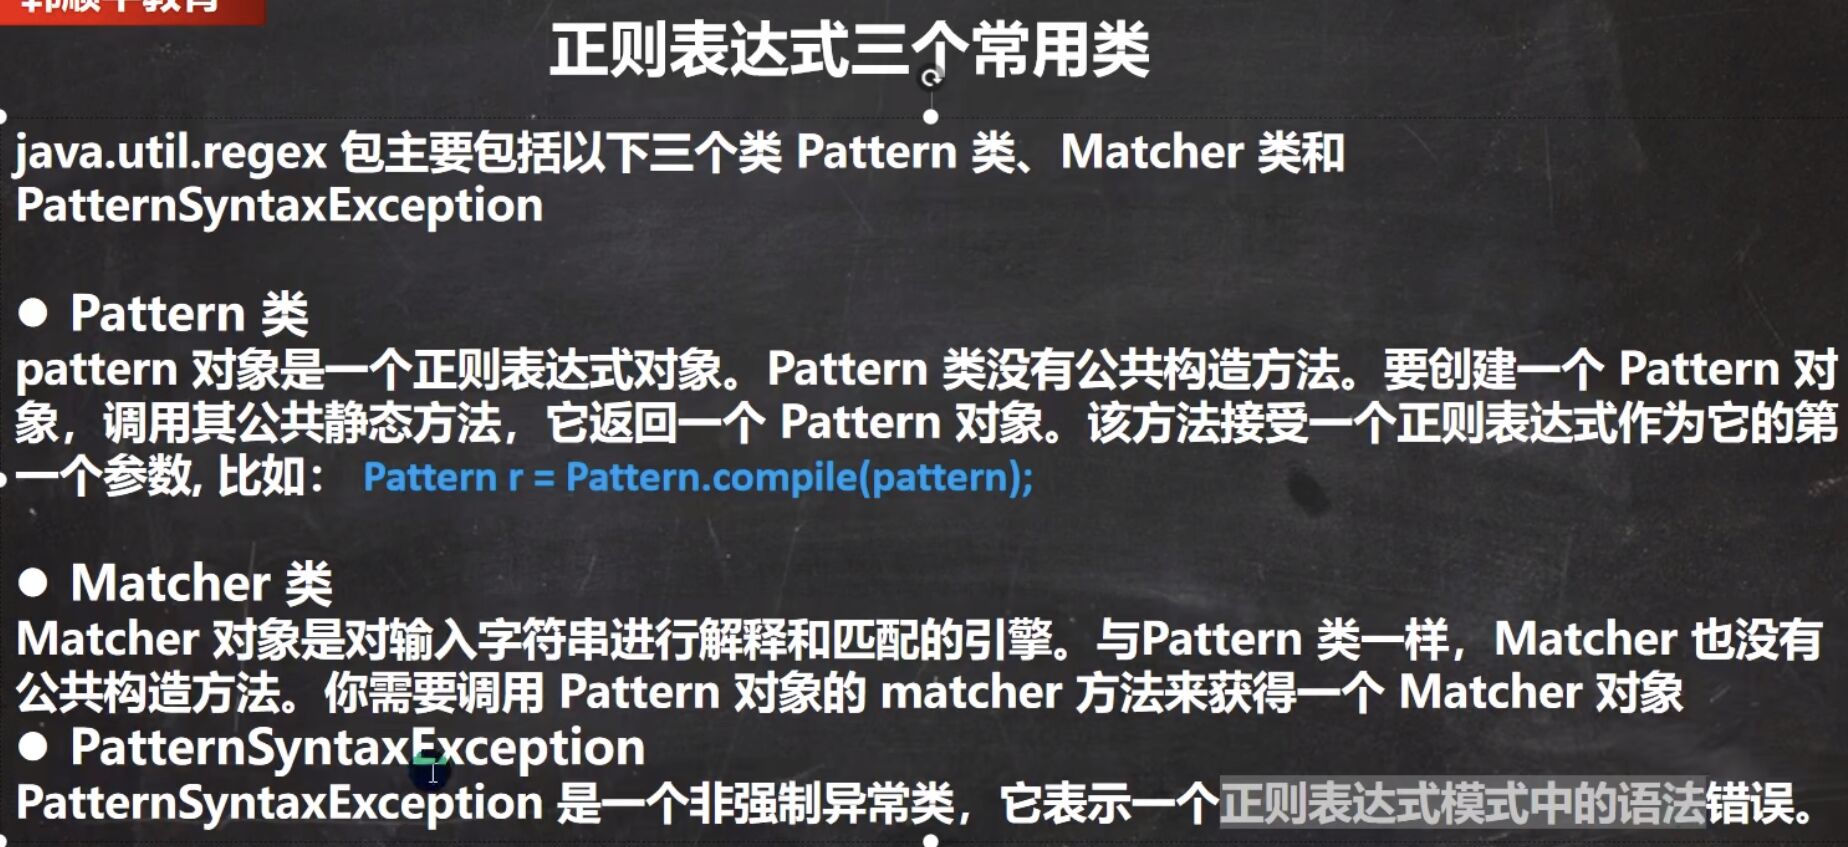 韩顺平教育
正则表达式三个常用类
java.util.regex 包主要包括以下三个类 Pattern 类、Matcher 类和
PatternSyntaxException
● Pattern 类
pattern 对象是一个正则表达式对象。Pattern 类没有公共构造方法。要创建一个 Pattern 对
象，调用其公共静态方法，它返回一个 Pattern 对象。该方法接受一个正则表达式作为它的第
一个参数, 比如： Pattern r = Pattern.compile(pattern);
● Matcher 类
Matcher 对象是对输入字符串进行解释和匹配的引擎。与Pattern 类一样，Matcher 也没有
公共构造方法。你需要调用 Pattern 对象的 matcher 方法来获得一个 Matcher 对象
● PatternSyntaxException
PatternSyntaxException 是一个非强制异常类，它表示一个正则表达式模式中的语法错误。